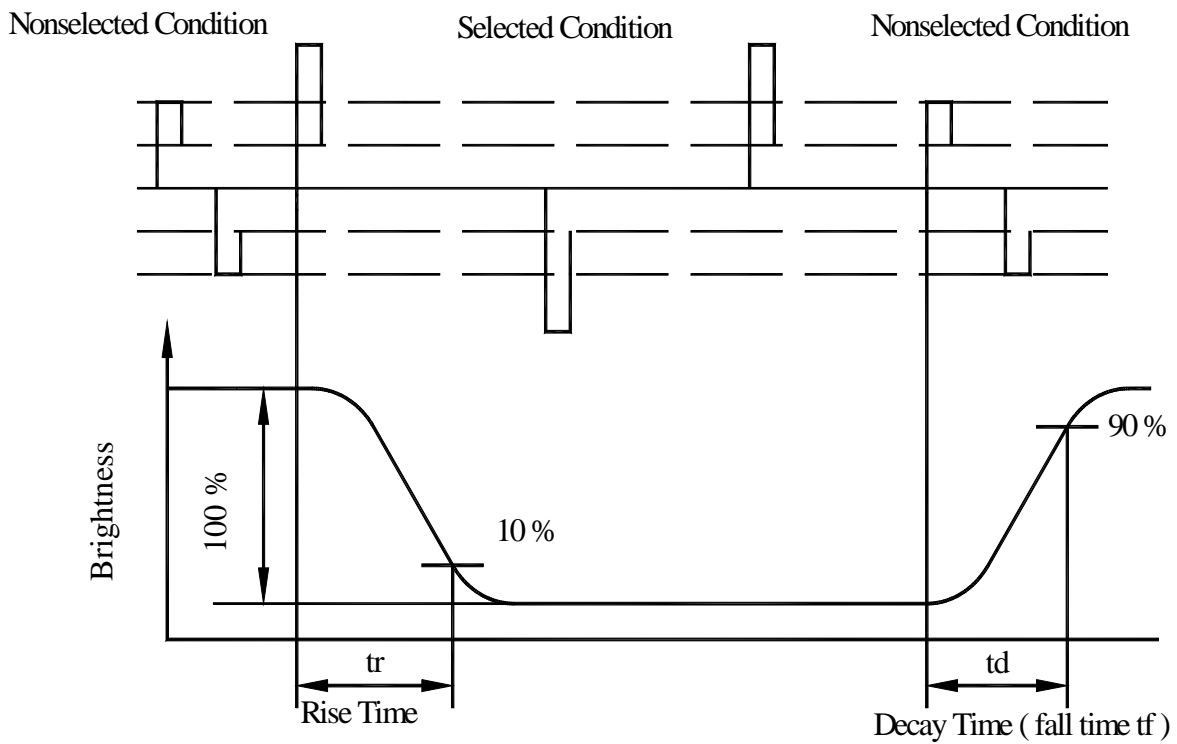 Nonselected Condition
Selected Condition
Nonselected Condition
Brightness
100 %
10 %
90 %
tr
Rise Time
td
Decay Time ( fall time tf )